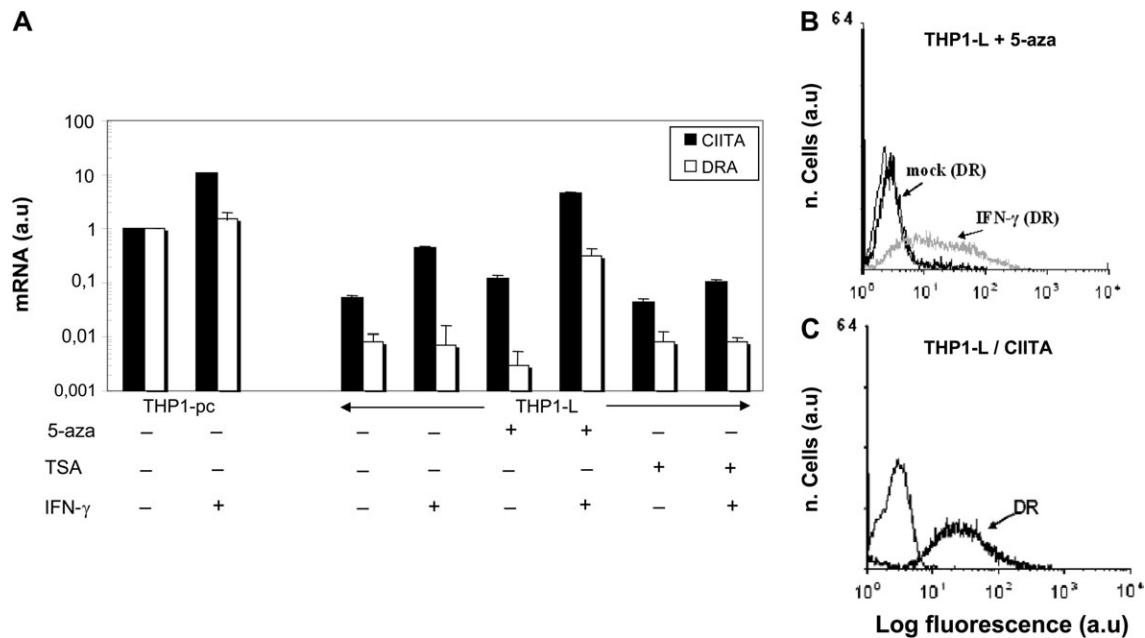 A
mRNA (a.u)
100
10
1
0,1
0,01
0,001
CIITA
DRA
THP1-pc
THP1-L
5-aza – – – – + + – –
TSA – – – – – – + +
IFN-γ – + – + – + – +
B
THP1-L + 5-aza
n. Cells (a.u)
64
mock (DR)
IFN-γ (DR)
10⁰ 10¹ 10² 10³ 10⁴
C
THP1-L / CIITA
n. Cells (a.u)
64
DR
10⁰ 10¹ 10² 10³ 10⁴
Log fluorescence (a.u)